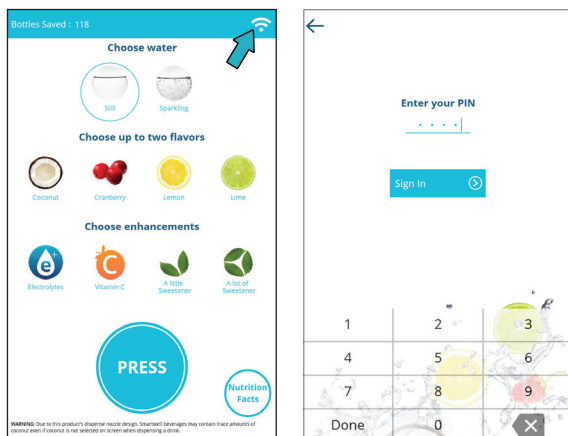 Bottles Saved : 118
Choose water
Still
Sparkling
Choose up to two flavors
Coconut
Cranberry
Lemon
Lime
Choose enhancements
e+
C
Electrolytes
Vitamin C
A little
Sweetener
A lot of
Sweetener
PRESS
Nutrition
Facts
WARNING: Due to this product's dispense nozzle design. Smartwell beverages may contain trace amounts of
coconut even if coconut is not selected on screen when dispersing a drink.
Enter your PIN
Sign In
1 2 3
4 5 6
7 8 9
Done 0